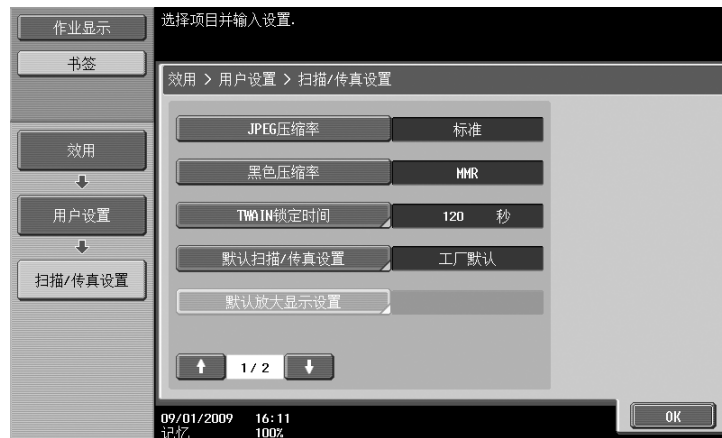 作业显示
书签
选择项目并输入设置.
效用 > 用户设置 > 扫描/传真设置
效用
用户设置
扫描/传真设置
JPEG压缩率 标准
黑色压缩率 MMR
TWAIN锁定时间 120 秒
默认扫描/传真设置 工厂默认
默认放大显示设置
1/2
09/01/2009 16:11
记忆 100%
OK